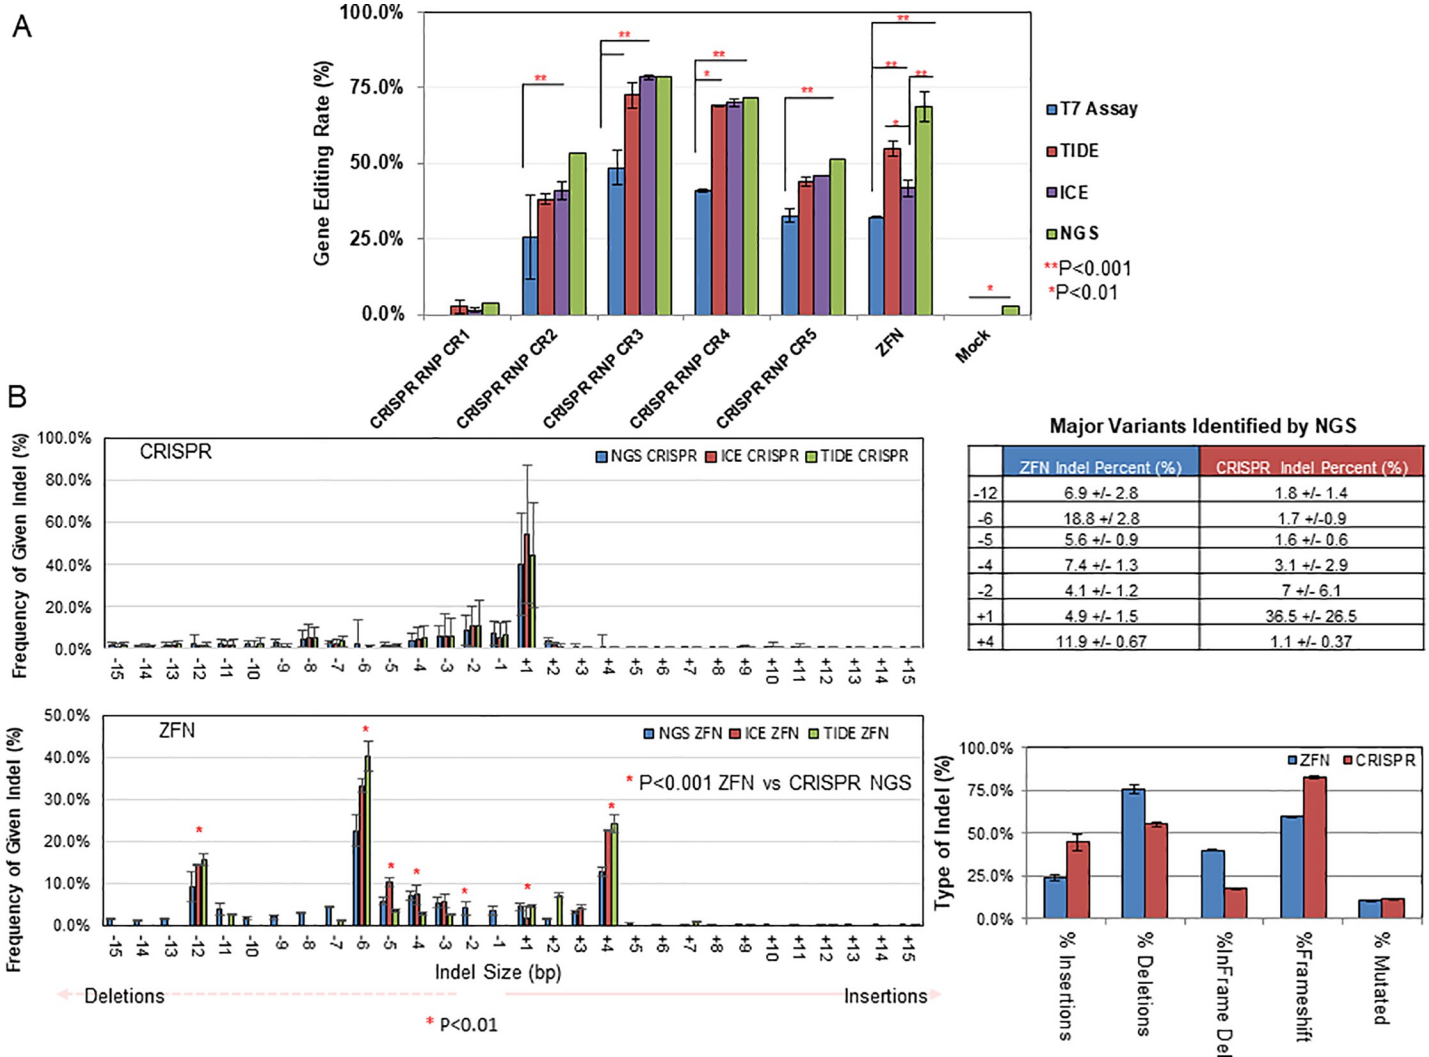 A
Gene Editing Rate (%)
100.0%
75.0%
50.0%
25.0%
0.0%
** ** ** * ** ** ** ** * *
CRISPR RNP CR1
CRISPR RNP CR2
CRISPR RNP CR3
CRISPR RNP CR4
CRISPR RNP CR5
ZFN
Mock
T7 Assay
TIDE
ICE
NGS
**P<0.001
*P<0.01
B
Frequency of Given Indel (%)
100.0%
80.0%
60.0%
40.0%
20.0%
0.0%
CRISPR
NGS CRISPR ICE CRISPR TIDE CRISPR
-15 -14 -13 -12 -11 -10 -9 -8 -7 -6 -5 -4 -3 -2 -1 +1 +2 +3 +4 +5 +6 +7 +8 +9 +10 +11 +12 +13 +14 +15
Major Variants Identified by NGS
ZFN Indel Percent (%) CRISPR Indel Percent (%)
-12 6.9 +/- 2.8 1.8 +/- 1.4
-6 18.8 +/ 2.8 1.7 +/-0.9
-5 5.6 +/- 0.9 1.6 +/- 0.6
-4 7.4 +/- 1.3 3.1 +/- 2.9
-2 4.1 +/- 1.2 7 +/- 6.1
+1 4.9 +/- 1.5 36.5 +/- 26.5
+4 11.9 +/- 0.67 1.1 +/- 0.37
Frequency of Given Indel (%)
50.0%
40.0%
30.0%
20.0%
10.0%
0.0%
ZFN
NGS ZFN ICE ZFN TIDE ZFN
* P<0.001 ZFN vs CRISPR NGS
* * * * * * *
-15 -14 -13 -12 -11 -10 -9 -8 -7 -6 -5 -4 -3 -2 -1 +1 +2 +3 +4 +5 +6 +7 +8 +9 +10 +11 +12 +13 +14 +15
Indel Size (bp)
Deletions
Insertions
* P<0.01
Type of Indel (%)
100.0%
75.0%
50.0%
25.0%
0.0%
ZFN CRISPR
% Insertions
% Deletions
%InFrame Del
%Frameshift
% Mutated